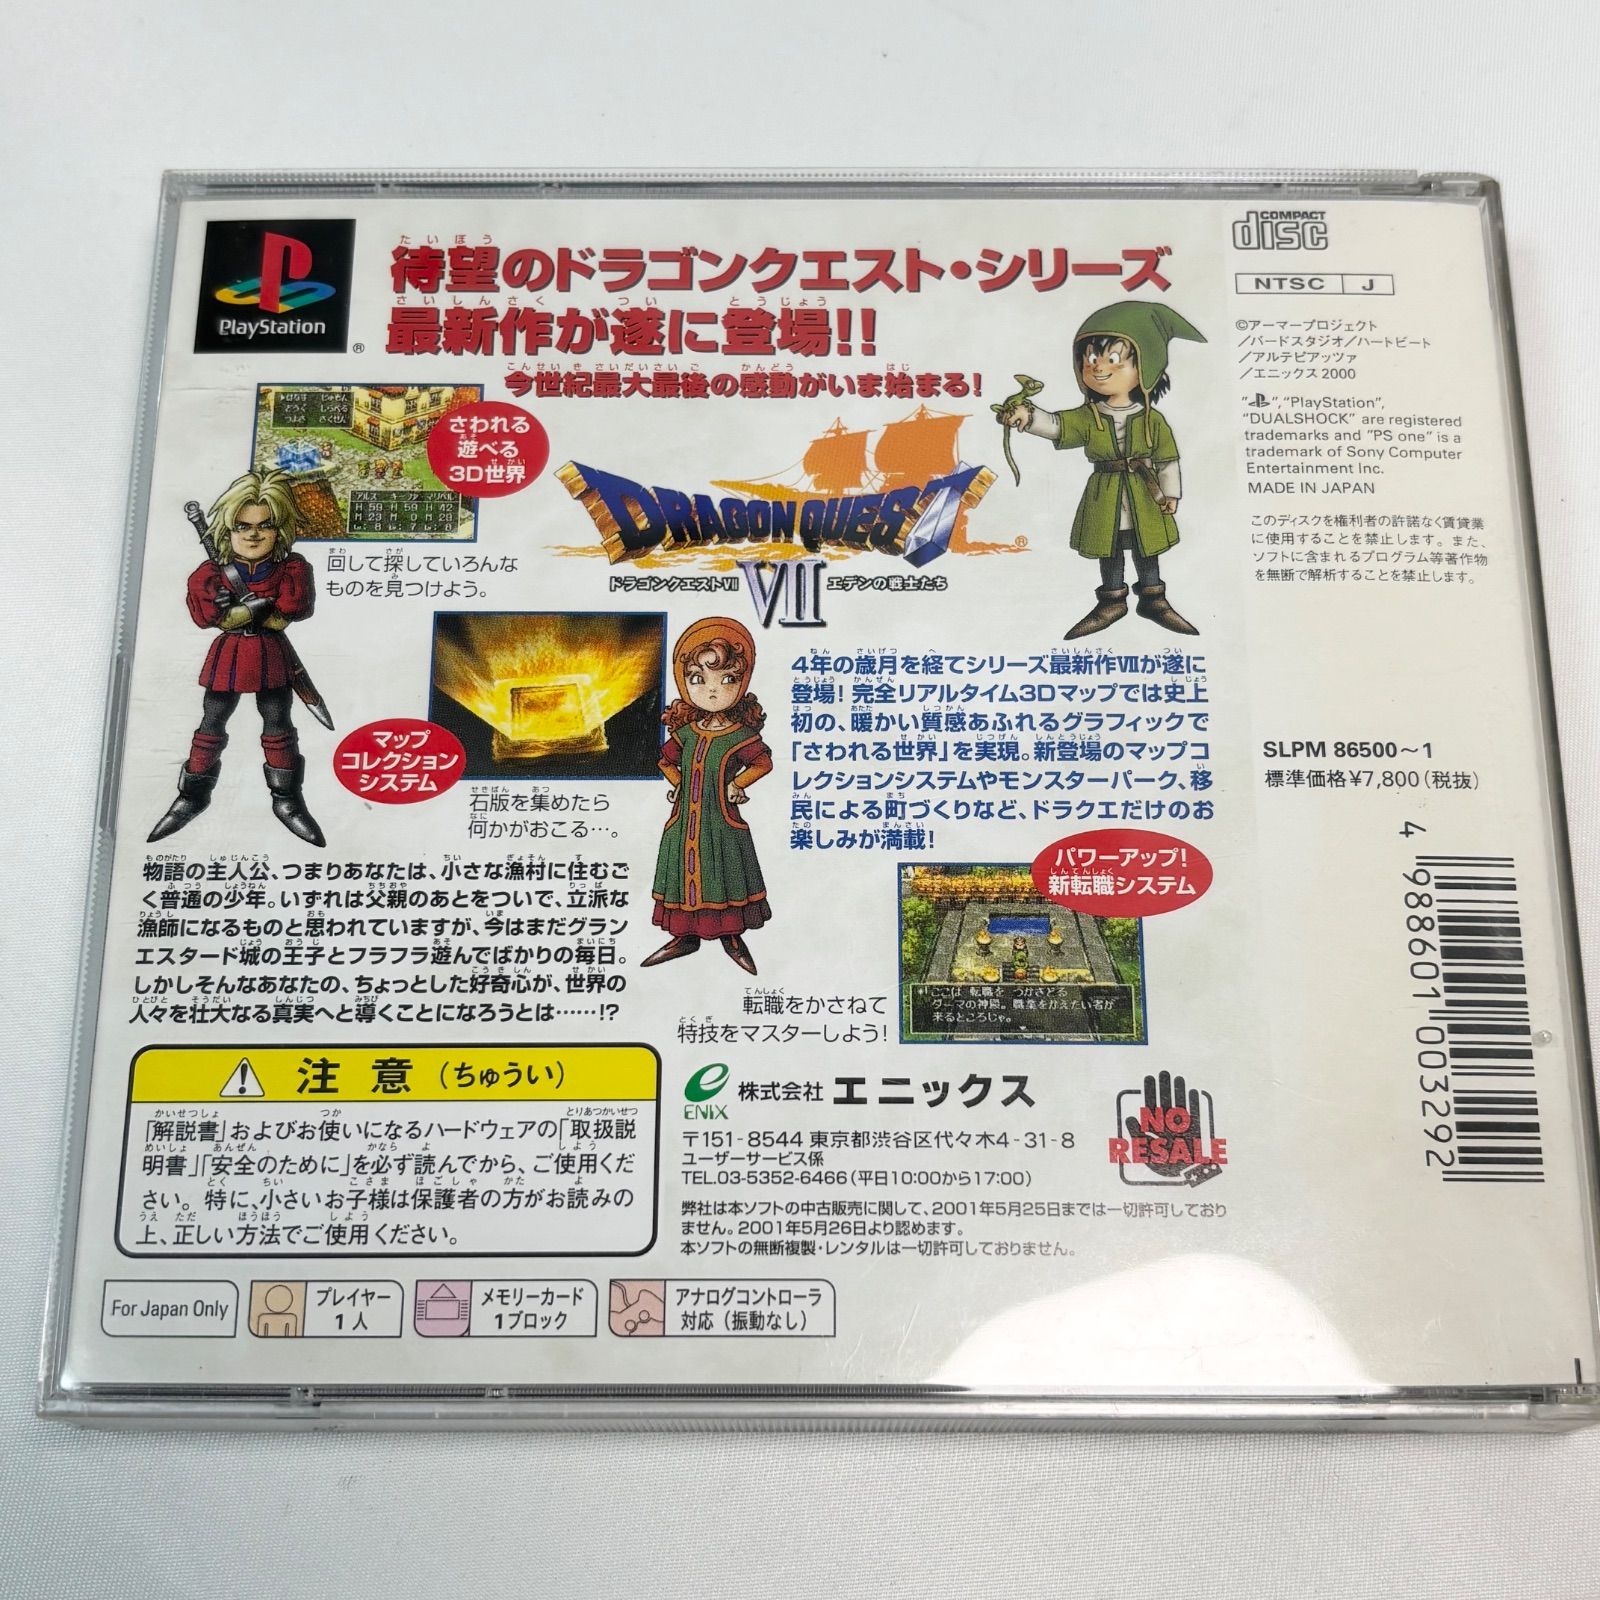 PlayStation
®
待望のドラゴンクエスト・シリーズ
最新作が遂に登場!!
今世紀最大最後の感動がいま始まる!
さわれる
遊べる
3D世界
回して探していろんな
ものを見つけよう。
DRAGON QUEST
VII
ドラゴンクエストVII エデンの戦士たち
マップ
コレクション
システム
石版を集めたら
何かがおこる…。
4年の歳月を経てシリーズ最新作VIIが遂に
登場! 完全リアルタイム3Dマップでは史上
初の、暖かい質感あふれるグラフィックで
「さわれる世界」を実現。新登場のマップコ
レクションシステムやモンスターパーク、移
民による町づくりなど、ドラクエだけのお
楽しみが満載!
物語の主人公、つまりあなたは、小さな漁村に住むご
く普通の少年。いずれは父親のあとをついで、立派な
漁師になるものと思われていますが、今はまだグラン
エスタード城の王子とフラフラ遊んでばかりの毎日。
しかしそんなあなたの、ちょっとした好奇心が、世界の
人々を壮大なる真実へと導くことになろうとは……!?
パワーアップ!
新転職システム
ここは 転職を つかさどる
ダーマの神殿。職業をかえたい者が
来るところじゃ。
転職をかさねて
特技をマスターしよう!
注意(ちゅうい)
「解説書」およびお使いになるハードウェアの「取扱説
明書」「安全のために」を必ず読んでから、ご使用くだ
さい。特に、小さいお子様は保護者の方がお読みの
上、正しい方法でご使用ください。
ENIX
株式会社 エニックス
〒151-8544 東京都渋谷区代々木4-31-8
ユーザーサービス係
TEL.03-5352-6466(平日10:00から17:00)
弊社は本ソフトの中古販売に関して、2001年5月25日までは一切許可しており
ません。2001年5月26日より認めます。
本ソフトの無断複製・レンタルは一切許可しておりません。
NO
RESALE
For Japan Only
プレイヤー
1人
メモリーカード
1ブロック
アナログコントローラ
対応(振動なし)
COMPACT
disc
NTSC J
©アーマープロジェクト
/バードスタジオ/ハートビート
/アルテピアッツァ
/エニックス 2000
"PS", "PlayStation",
"DUALSHOCK" are registered
trademarks and "PS one" is a
trademark of Sony Computer
Entertainment Inc.
MADE IN JAPAN
このディスクを権利者の許諾なく賃貸業
に使用することを禁止します。また、
ソフトに含まれるプログラム等著作物
を無断で解析することを禁止します。
SLPM 86500~1
標準価格¥7,800(税抜)
4 988601 003292